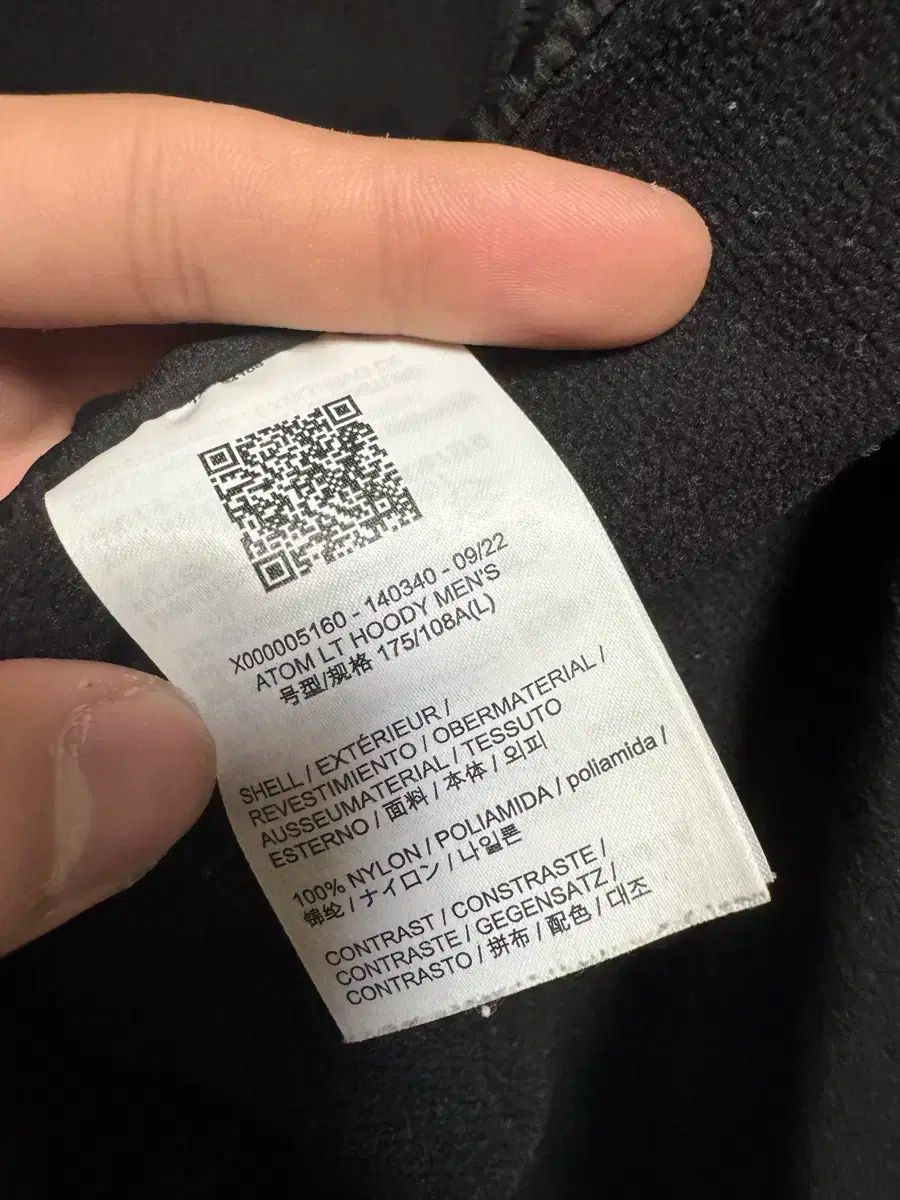 X000005160 - 140340 - 09/22
ATOM LT HOODY MEN'S
号型/规格 175/108A(L)
SHELL / EXTÉRIEUR /
REVESTIMIENTO / OBERMATERIAL /
AUSSEUMATERIAL / TESSUTO
ESTERNO / 面料 / 本体 / 외피
100% NYLON / POLIAMIDA / poliamida /
锦纶 / ナイロン / 나일론
CONTRAST / CONSTRASTE /
CONTRASTE / GEGENSATZ /
CONTRASTO / 拼布 / 配色 / 대조